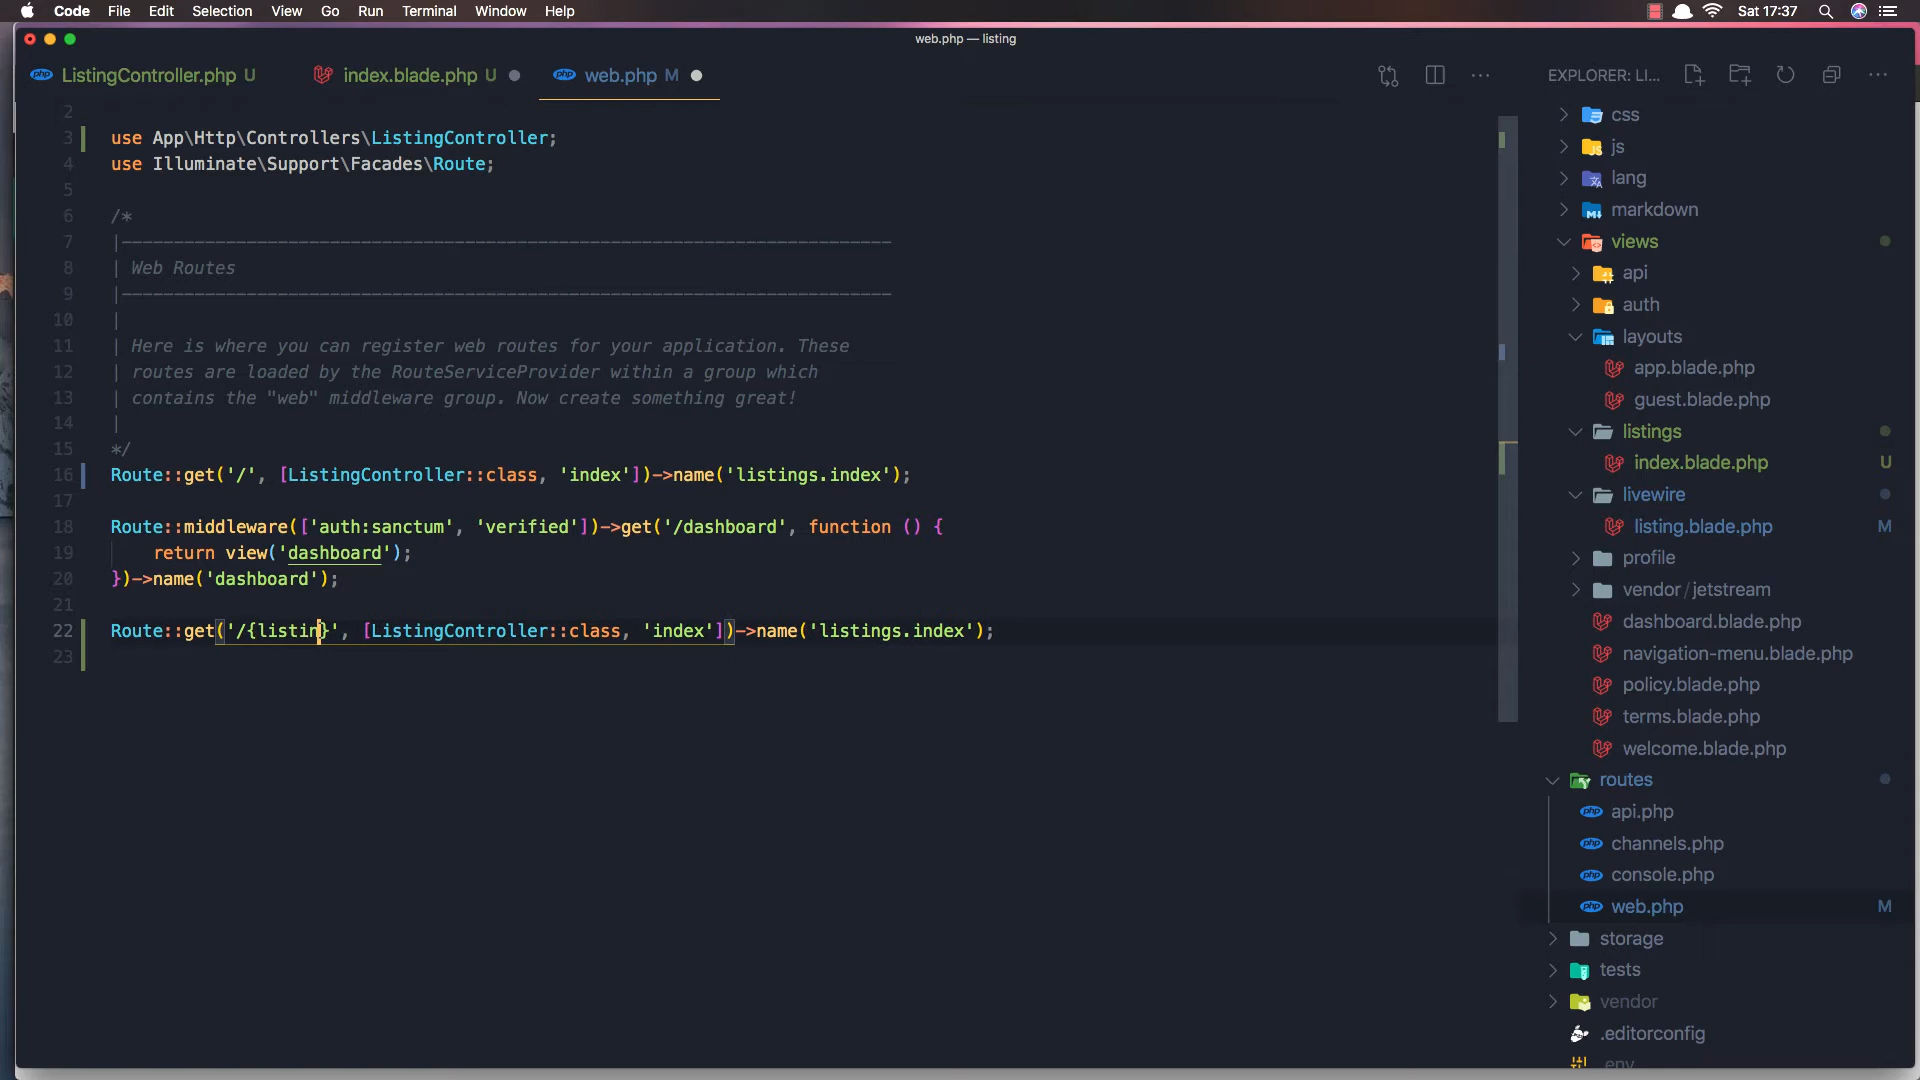 Code File Edit Selection View Go Run Terminal Window Help Sat 17:37
web.php — listing
ListingController.php U index.blade.php U web.php M EXPLORER: LI...
2
3 use App\Http\Controllers\ListingController;
4 use Illuminate\Support\Facades\Route;
5
6 /*
7 |--------------------------------------------------------------------------
8 | Web Routes
9 |--------------------------------------------------------------------------
10 |
11 | Here is where you can register web routes for your application. These
12 | routes are loaded by the RouteServiceProvider within a group which
13 | contains the "web" middleware group. Now create something great!
14 |
15 */
16 Route::get('/', [ListingController::class, 'index'])->name('listings.index');
17
18 Route::middleware(['auth:sanctum', 'verified'])->get('/dashboard', function () {
19 return view('dashboard');
20 })->name('dashboard');
21
22 Route::get('/{listin}', [ListingController::class, 'index'])->name('listings.index');
23
css
js
lang
markdown
views
api
auth
layouts
app.blade.php
guest.blade.php
listings
index.blade.php U
livewire
listing.blade.php M
profile
vendor/jetstream
dashboard.blade.php
navigation-menu.blade.php
policy.blade.php
terms.blade.php
welcome.blade.php
routes
php api.php
php channels.php
php console.php
php web.php M
storage
tests
vendor
.editorconfig
.env